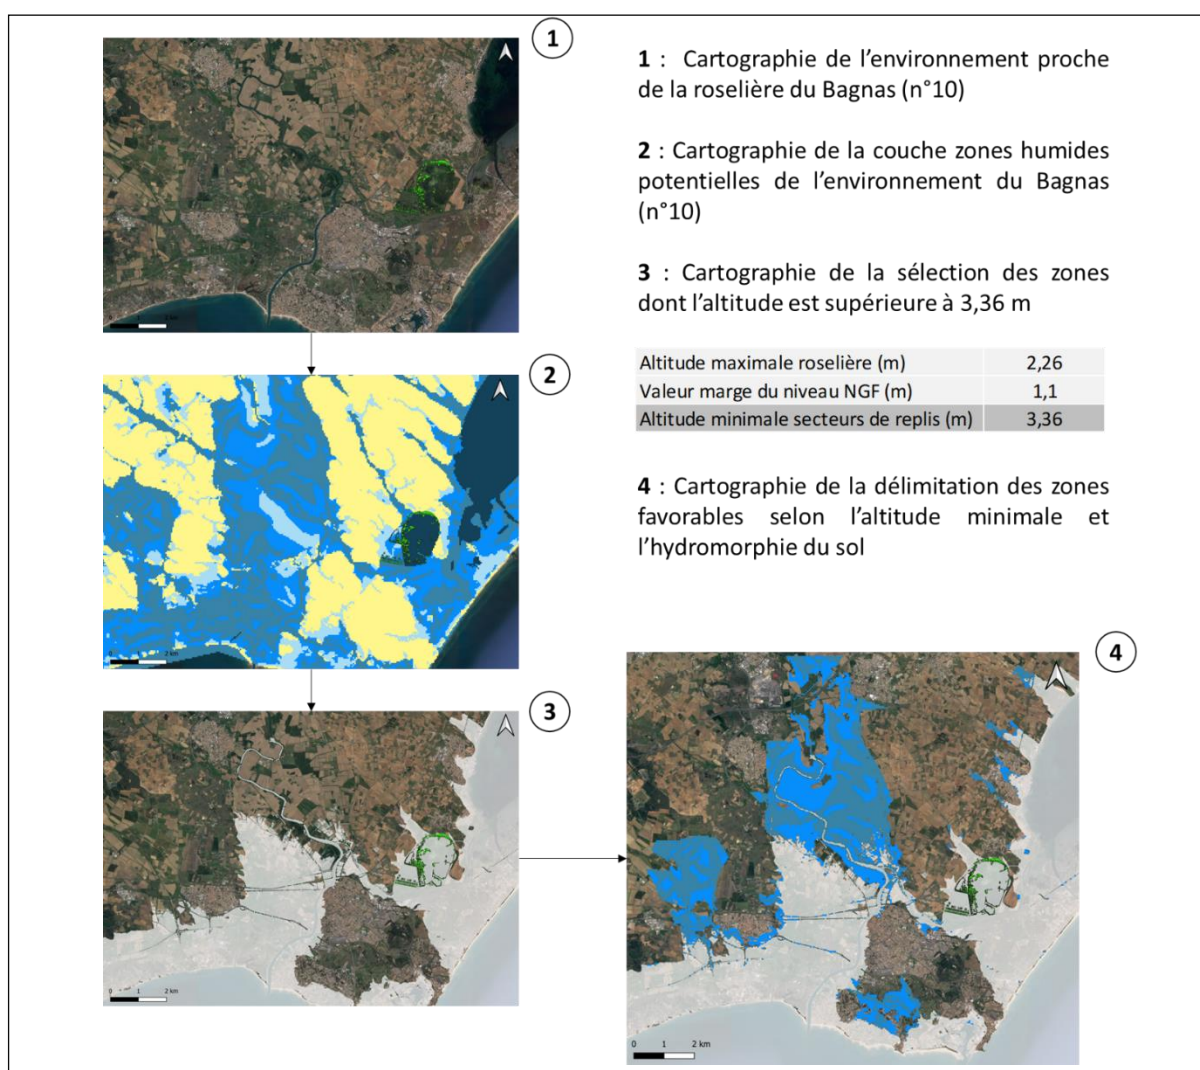 1
1 : Cartographie de l'environnement proche
de la roselière du Bagnas (n°10)
2 : Cartographie de la couche zones humides
potentielles de l'environnement du Bagnas
(n°10)
3 : Cartographie de la sélection des zones
dont l'altitude est supérieure à 3,36 m
Altitude maximale roselière (m) 2,26
Valeur marge du niveau NGF (m) 1,1
Altitude minimale secteurs de replis (m) 3,36
4 : Cartographie de la délimitation des zones
favorables selon l'altitude minimale et
l'hydromorphie du sol
2
0 1 2 km
3
0 1 2 km
4
0 1 2 km